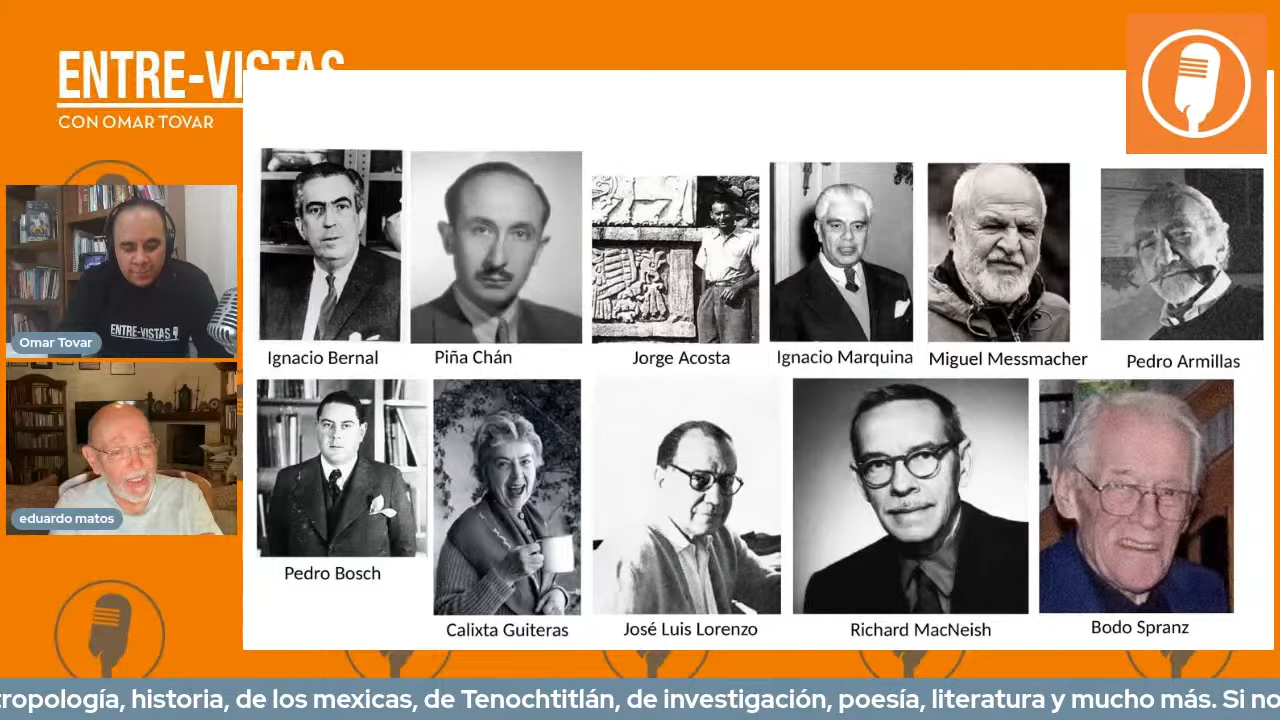 ENTRE-VISTAS
CON OMAR TOVAR
ENTRE-VISTAS
Omar Tovar
eduardo matos
Ignacio Bernal
Piña Chán
Jorge Acosta
Ignacio Marquina
Miguel Messmacher
Pedro Armillas
Pedro Bosch
Calixta Guiteras
José Luis Lorenzo
Richard MacNeish
Bodo Spranz
tropología, historia, de los mexicas, de Tenochtitlán, de investigación, poesía, literatura y mucho más. Si no